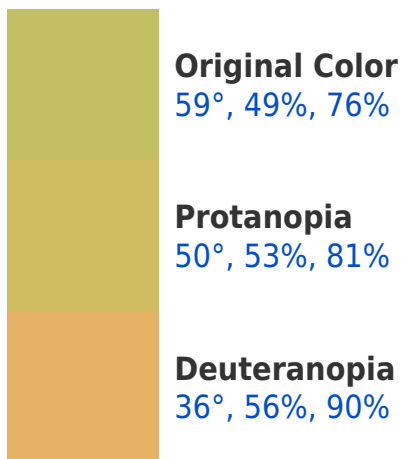 Original Color
59°, 49%, 76%
Protanopia
50°, 53%, 81%
Deuteranopia
36°, 56%, 90%